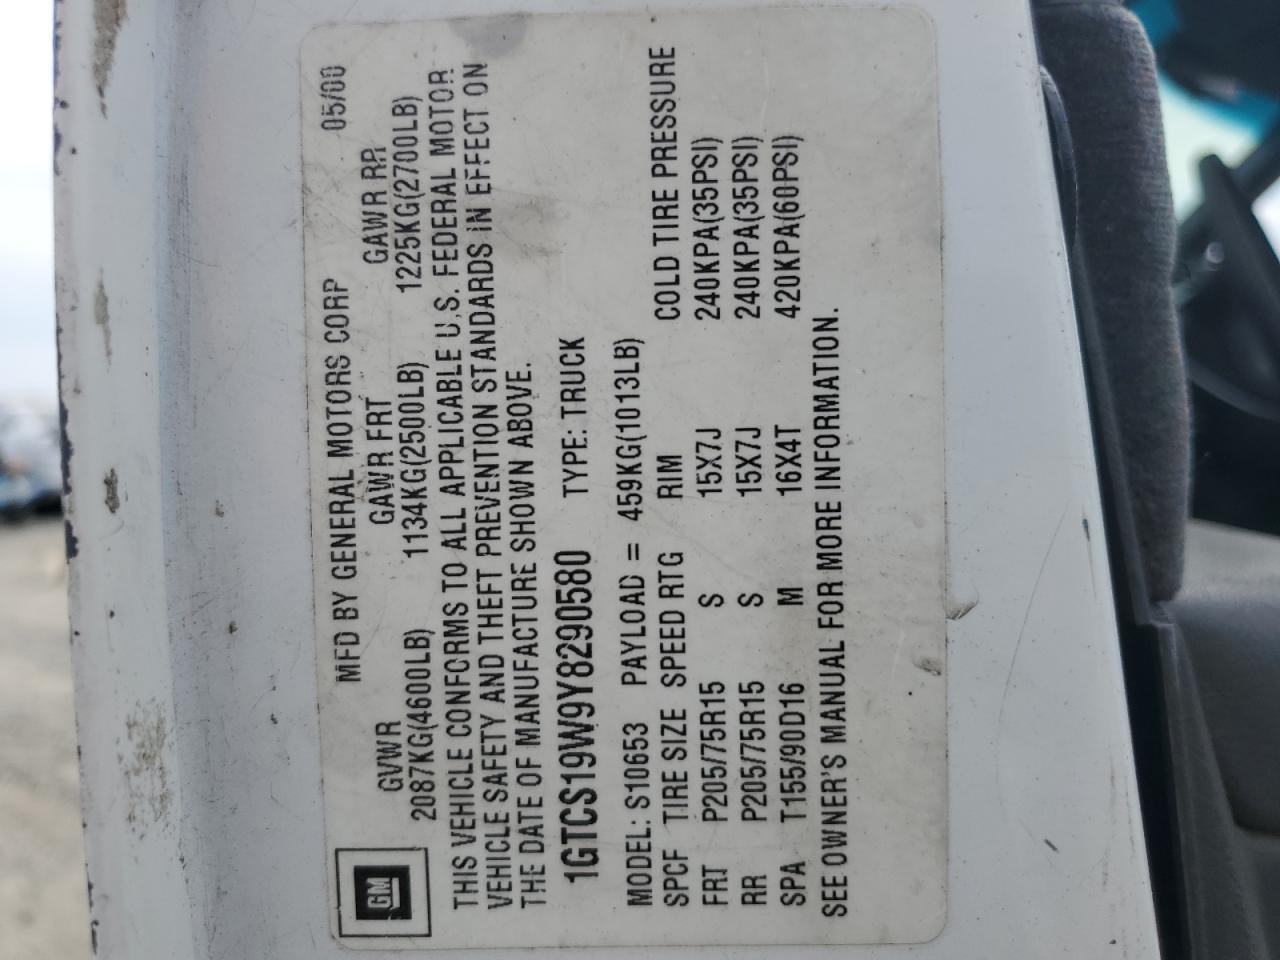 MFD BY GENERAL MOTORS CORP 05/00
GVWR GAWR FRT GAWR RR
2087KG(4600LB) 1134KG(2500LB) 1225KG(2700LB)
THIS VEHICLE CONFORMS TO ALL APPLICABLE U.S. FEDERAL MOTOR
VEHICLE SAFETY AND THEFT PREVENTION STANDARDS IN EFFECT ON
THE DATE OF MANUFACTURE SHOWN ABOVE.
1GTCS19W9Y8290580 TYPE: TRUCK
MODEL: S10653 PAYLOAD = 459KG(1013LB)
SPCF TIRE SIZE SPEED RTG RIM COLD TIRE PRESSURE
FRT P205/75R15 S 15X7J 240KPA(35PSI)
RR P205/75R15 S 15X7J 240KPA(35PSI)
SPA T155/90D16 M 16X4T 420KPA(60PSI)
SEE OWNER'S MANUAL FOR MORE INFORMATION.
GM